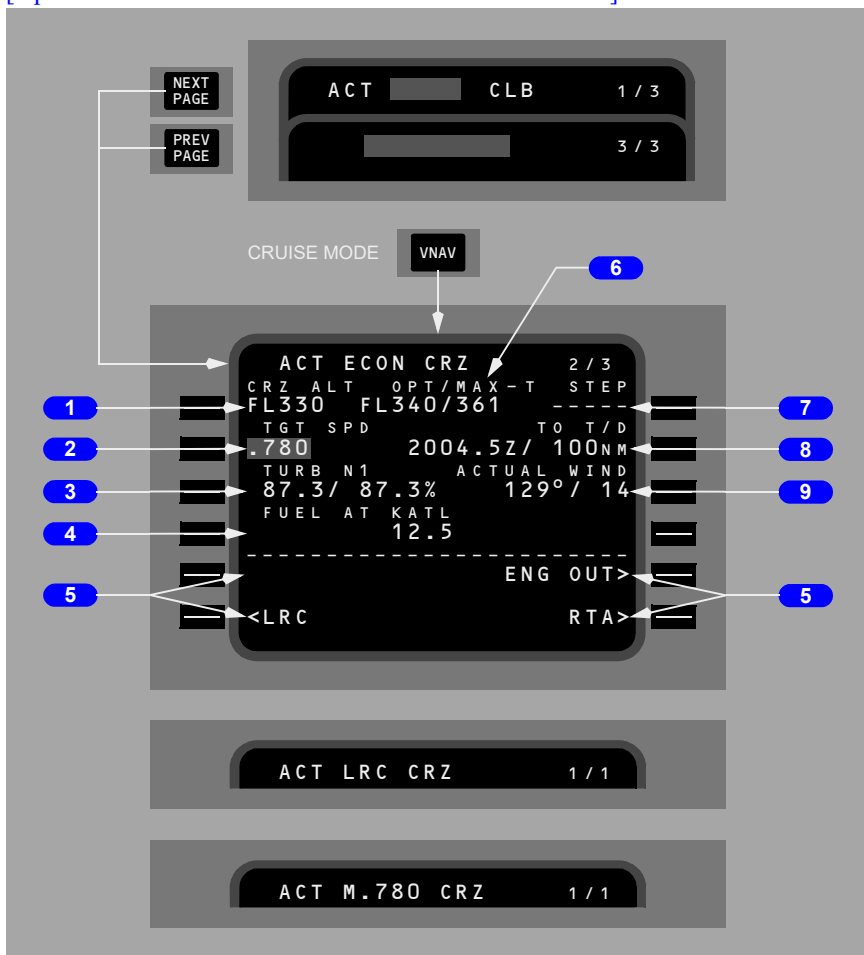 NEXT
PAGE
ACT CLB 1/3
PREV
PAGE
3/3
CRUISE MODE
VNAV
6
ACT ECON CRZ 2/3
CRZ ALT OPT/MAX-T STEP
1 FL330 FL340/361 ----- 7
TGT SPD TO T/D
2 .780 2004.5Z/ 100NM 8
TURB N1 ACTUAL WIND
3 87.3/ 87.3% 129°/ 14 9
FUEL AT KATL
4 12.5
------------------------
5 ENG OUT> 5
<LRC RTA>
ACT LRC CRZ 1/1
ACT M.780 CRZ 1/1